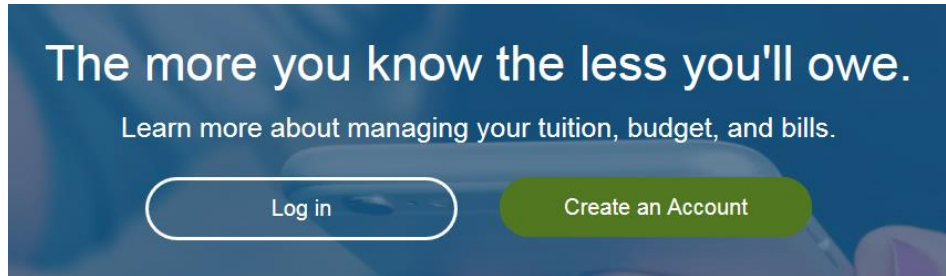 The more you know the less you'll owe.
Learn more about managing your tuition, budget, and bills.
Log in
Create an Account